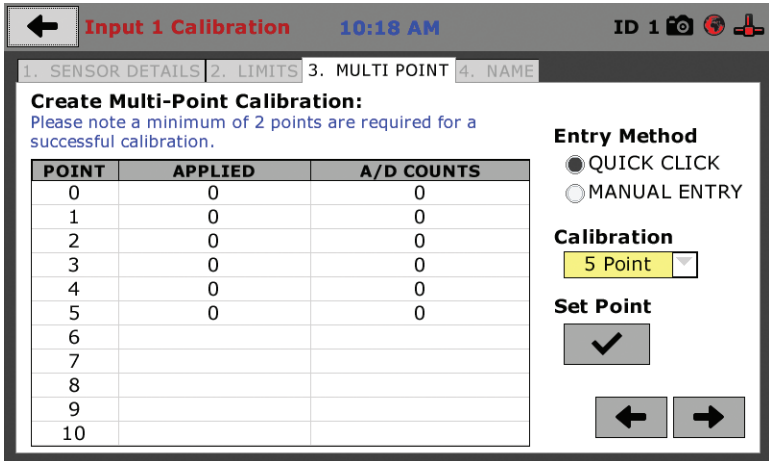 Input 1 Calibration 10:18 AM ID 1
1. SENSOR DETAILS 2. LIMITS 3. MULTI POINT 4. NAME
Create Multi-Point Calibration:
Please note a minimum of 2 points are required for a
successful calibration.
POINT APPLIED A/D COUNTS
0 0 0
1 0 0
2 0 0
3 0 0
4 0 0
5 0 0
6
7
8
9
10
Entry Method
QUICK CLICK
MANUAL ENTRY
Calibration
5 Point
Set Point